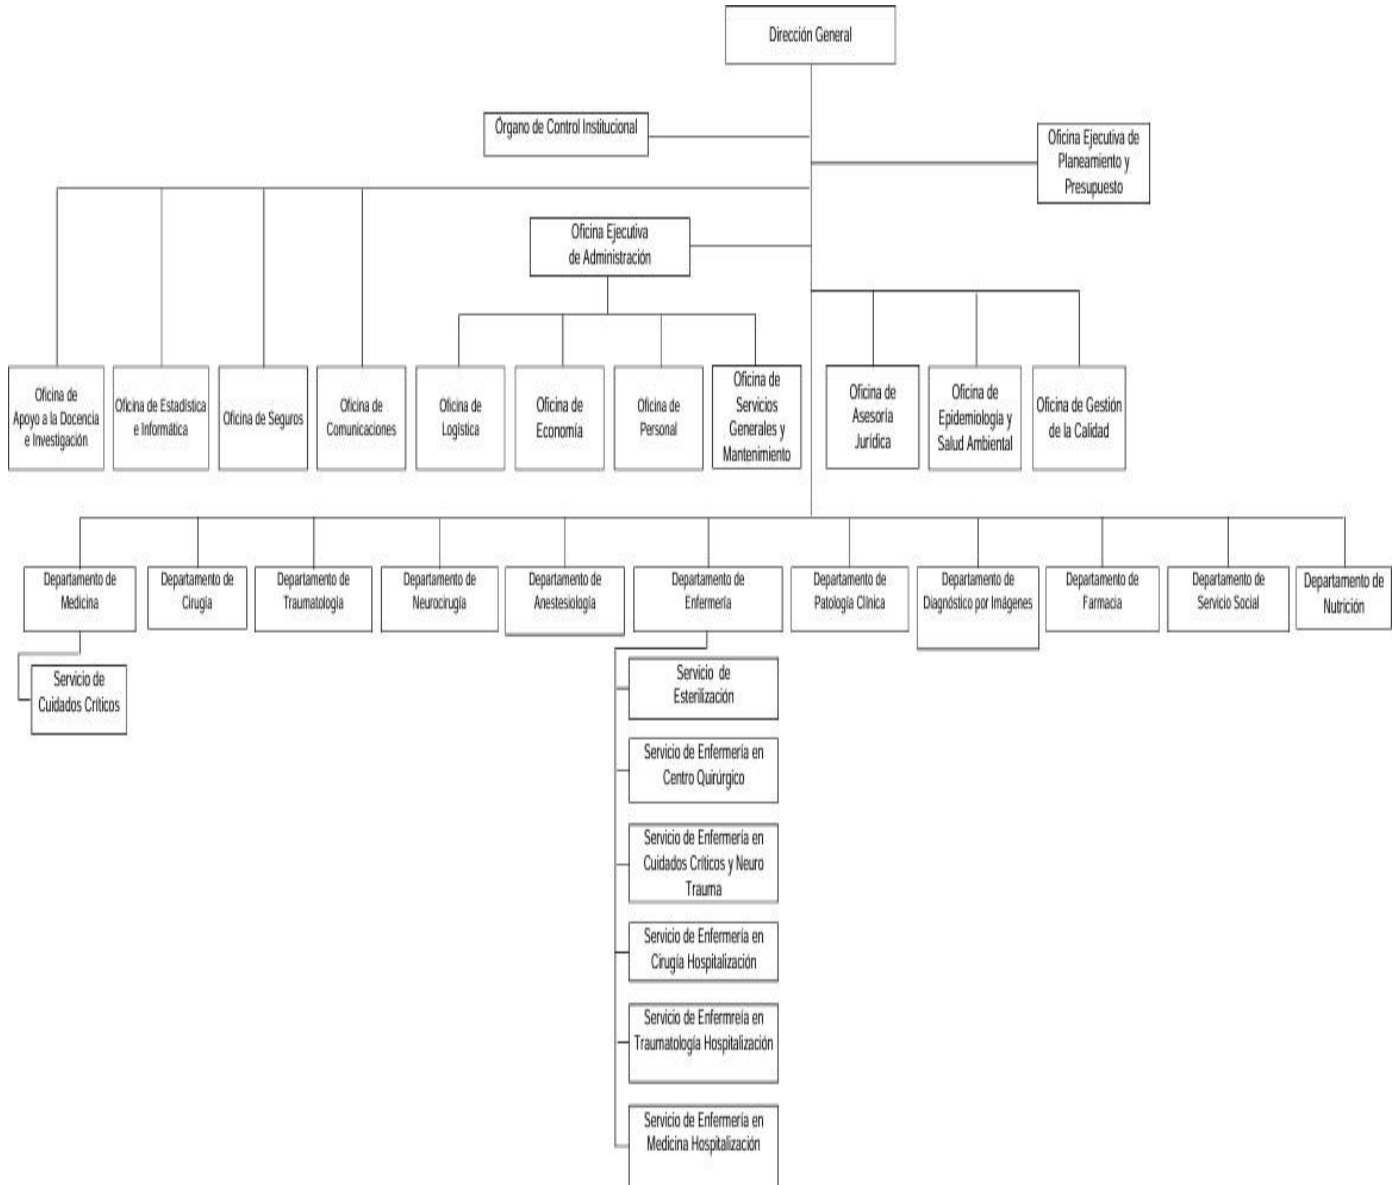 Dirección General
Órgano de Control Institucional
Oficina Ejecutiva de
Planeamiento y
Presupuesto
Oficina Ejecutiva
de Administración
Oficina de
Apoyo a la Docencia
e Investigación
Oficina de Estadística
e Informática
Oficina de Seguros
Oficina de
Comunicaciones
Oficina de
Logística
Oficina de
Economía
Oficina de
Personal
Oficina de
Servicios
Generales y
Mantenimiento
Oficina de
Asesoría
Jurídica
Oficina de
Epidemiología y
Salud Ambiental
Oficina de Gestión
de la Calidad
Departamento de
Medicina
Departamento de
Cirugía
Departamento de
Traumatología
Departamento de
Neurocirugía
Departamento de
Anestesiología
Departamento de
Enfermería
Departamento de
Patología Clínica
Departamento de
Diagnóstico por Imágenes
Departamento de
Farmacia
Departamento de
Servicio Social
Departamento de
Nutrición
Servicio de
Cuidados Críticos
Servicio de
Esterilización
Servicio de Enfermería en
Centro Quirúrgico
Servicio de Enfermería en
Cuidados Críticos y Neuro
Trauma
Servicio de Enfermería en
Cirugía Hospitalización
Servicio de Enfermreía en
Traumatología Hospitalización
Servicio de Enfermería en
Medicina Hospitalización